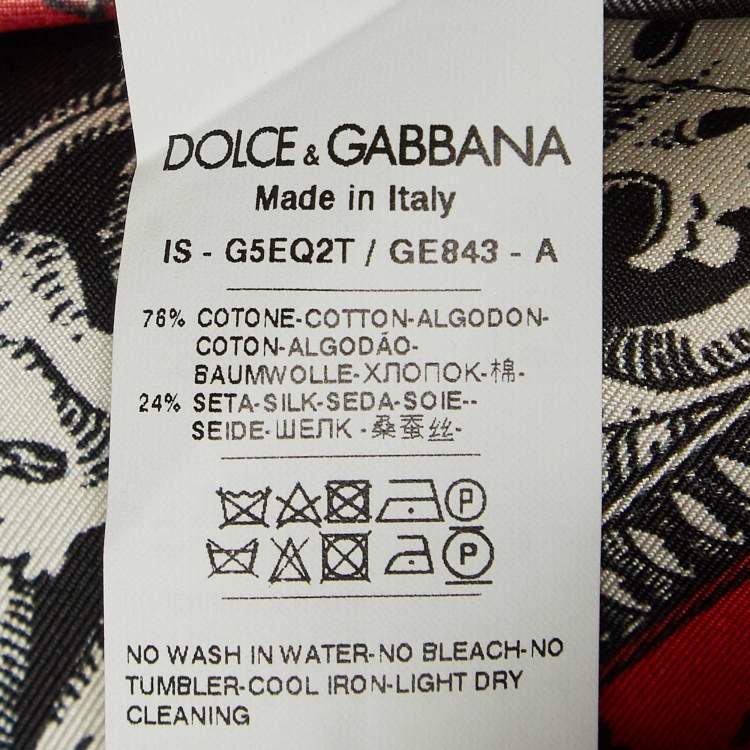 DOLCE & GABBANA
Made in Italy
IS - G5EQ2T / GE843 - A
76% COTONE-COTTON-ALGODON-
COTON-ALGODÃO-
BAUMWOLLE-ХЛОПОК-棉-
24% SETA-SILK-SEDA-SOIE--
SEIDE-ШЕЛК -桑蚕丝-
P
P
NO WASH IN WATER-NO BLEACH-NO
TUMBLER-COOL IRON-LIGHT DRY
CLEANING